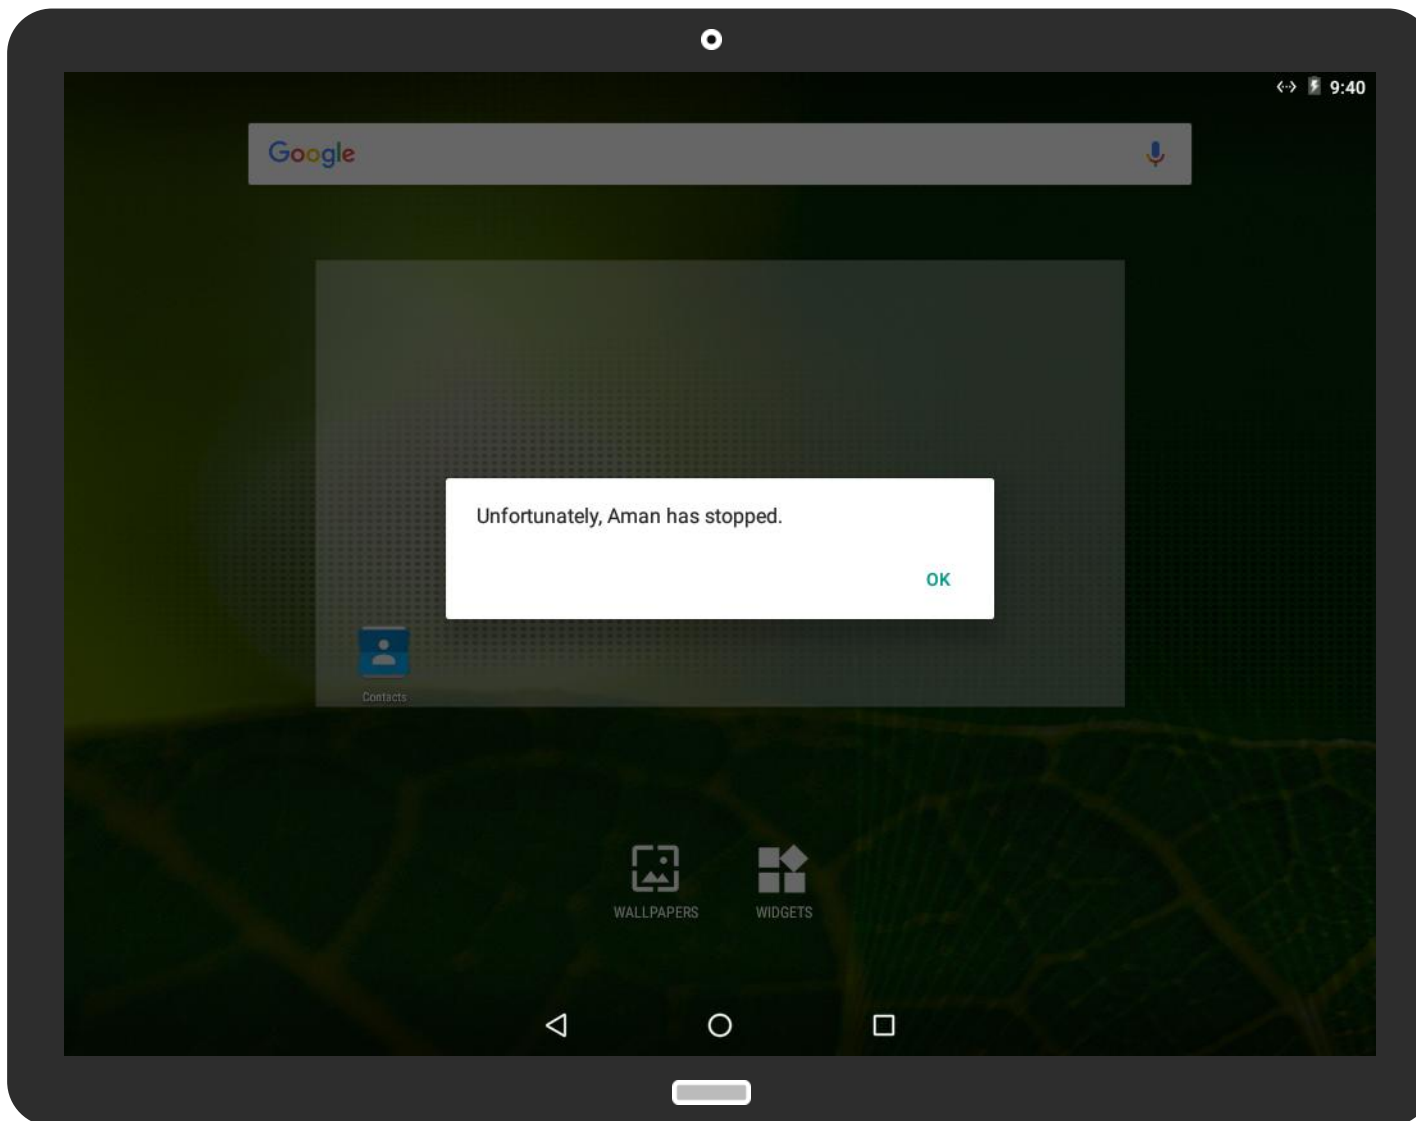 9:40
Google
Unfortunately, Aman has stopped.
OK
Contacts
WALLPAPERS
WIDGETS